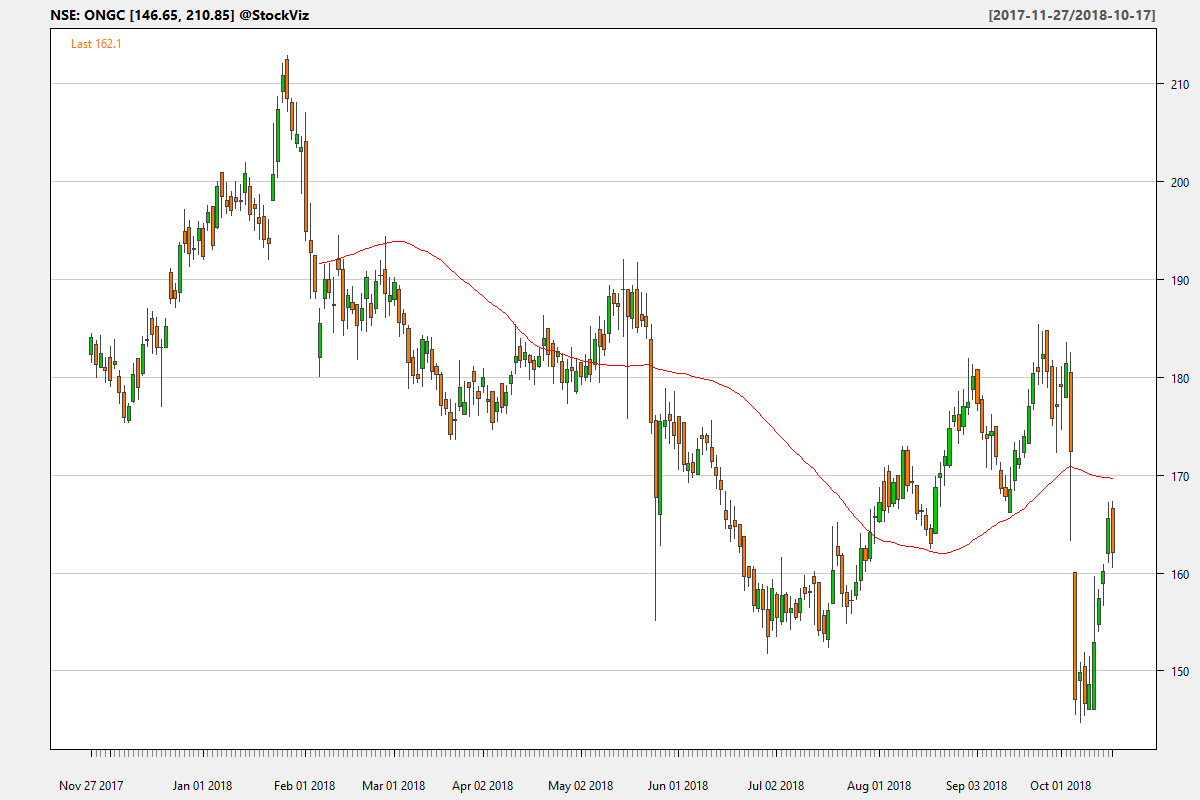 NSE: ONGC [146.65, 210.85] @StockViz
[2017-11-27/2018-10-17]
Last 162.1
210
200
190
180
170
160
150
Nov 27 2017 Jan 01 2018 Feb 01 2018 Mar 01 2018 Apr 02 2018 May 02 2018 Jun 01 2018 Jul 02 2018 Aug 01 2018 Sep 03 2018 Oct 01 2018